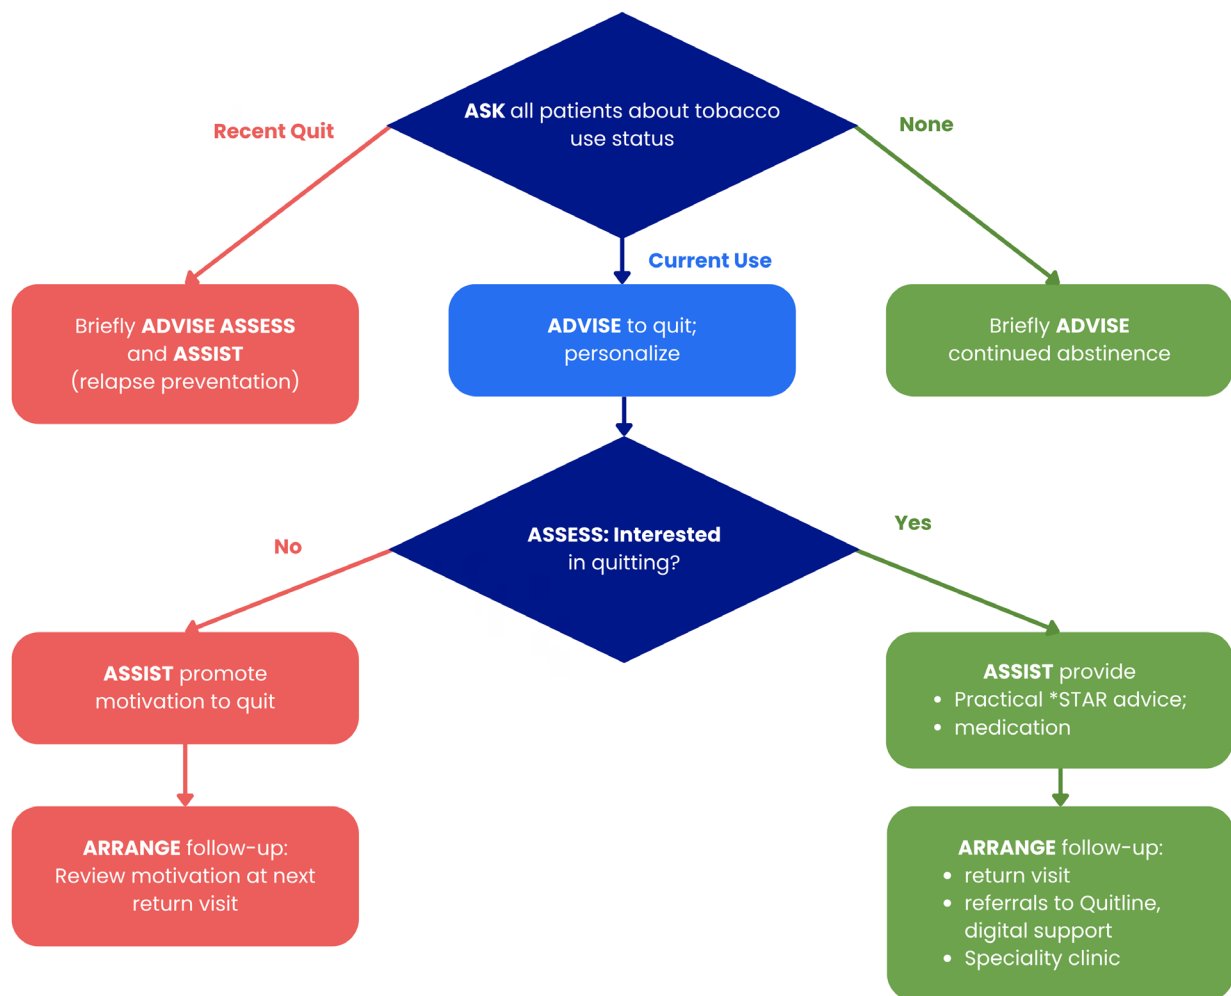 ASK all patients about tobacco
use status
Recent Quit
None
Current Use
Briefly ADVISE ASSESS
and ASSIST
(relapse preventation)
ADVISE to quit;
personalize
Briefly ADVISE
continued abstinence
ASSESS: Interested
in quitting?
No
Yes
ASSIST promote
motivation to quit
ASSIST provide
• Practical *STAR advice;
• medication
ARRANGE follow-up:
Review motivation at next
return visit
ARRANGE follow-up:
• return visit
• referrals to Quitline,
digital support
• Speciality clinic